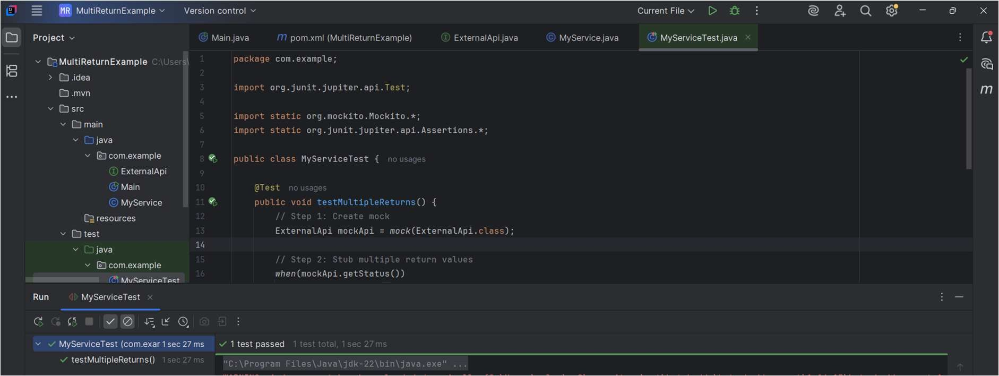 MR MultiReturnExample Version control Current File
Project
Main.java m pom.xml (MultiReturnExample) ExternalApi.java MyService.java MyServiceTest.java
MultiReturnExample C:\Users\
.idea
.mvn
src
main
java
com.example
ExternalApi
Main
MyService
resources
test
java
com.example
MyServiceTest
1 package com.example;
2
3 import org.junit.jupiter.api.Test;
4
5 import static org.mockito.Mockito.*;
6 import static org.junit.jupiter.api.Assertions.*;
7
8 public class MyServiceTest { no usages
9
10 @Test no usages
11 public void testMultipleReturns() {
12 // Step 1: Create mock
13 ExternalApi mockApi = mock(ExternalApi.class);
14
15 // Step 2: Stub multiple return values
16 when(mockApi.getStatus())
m
Run MyServiceTest
MyServiceTest (com.exar 1 sec 27 ms
testMultipleReturns() 1 sec 27 ms
1 test passed 1 test total, 1 sec 27 ms
"C:\Program Files\Java\jdk-22\bin\java.exe" ...